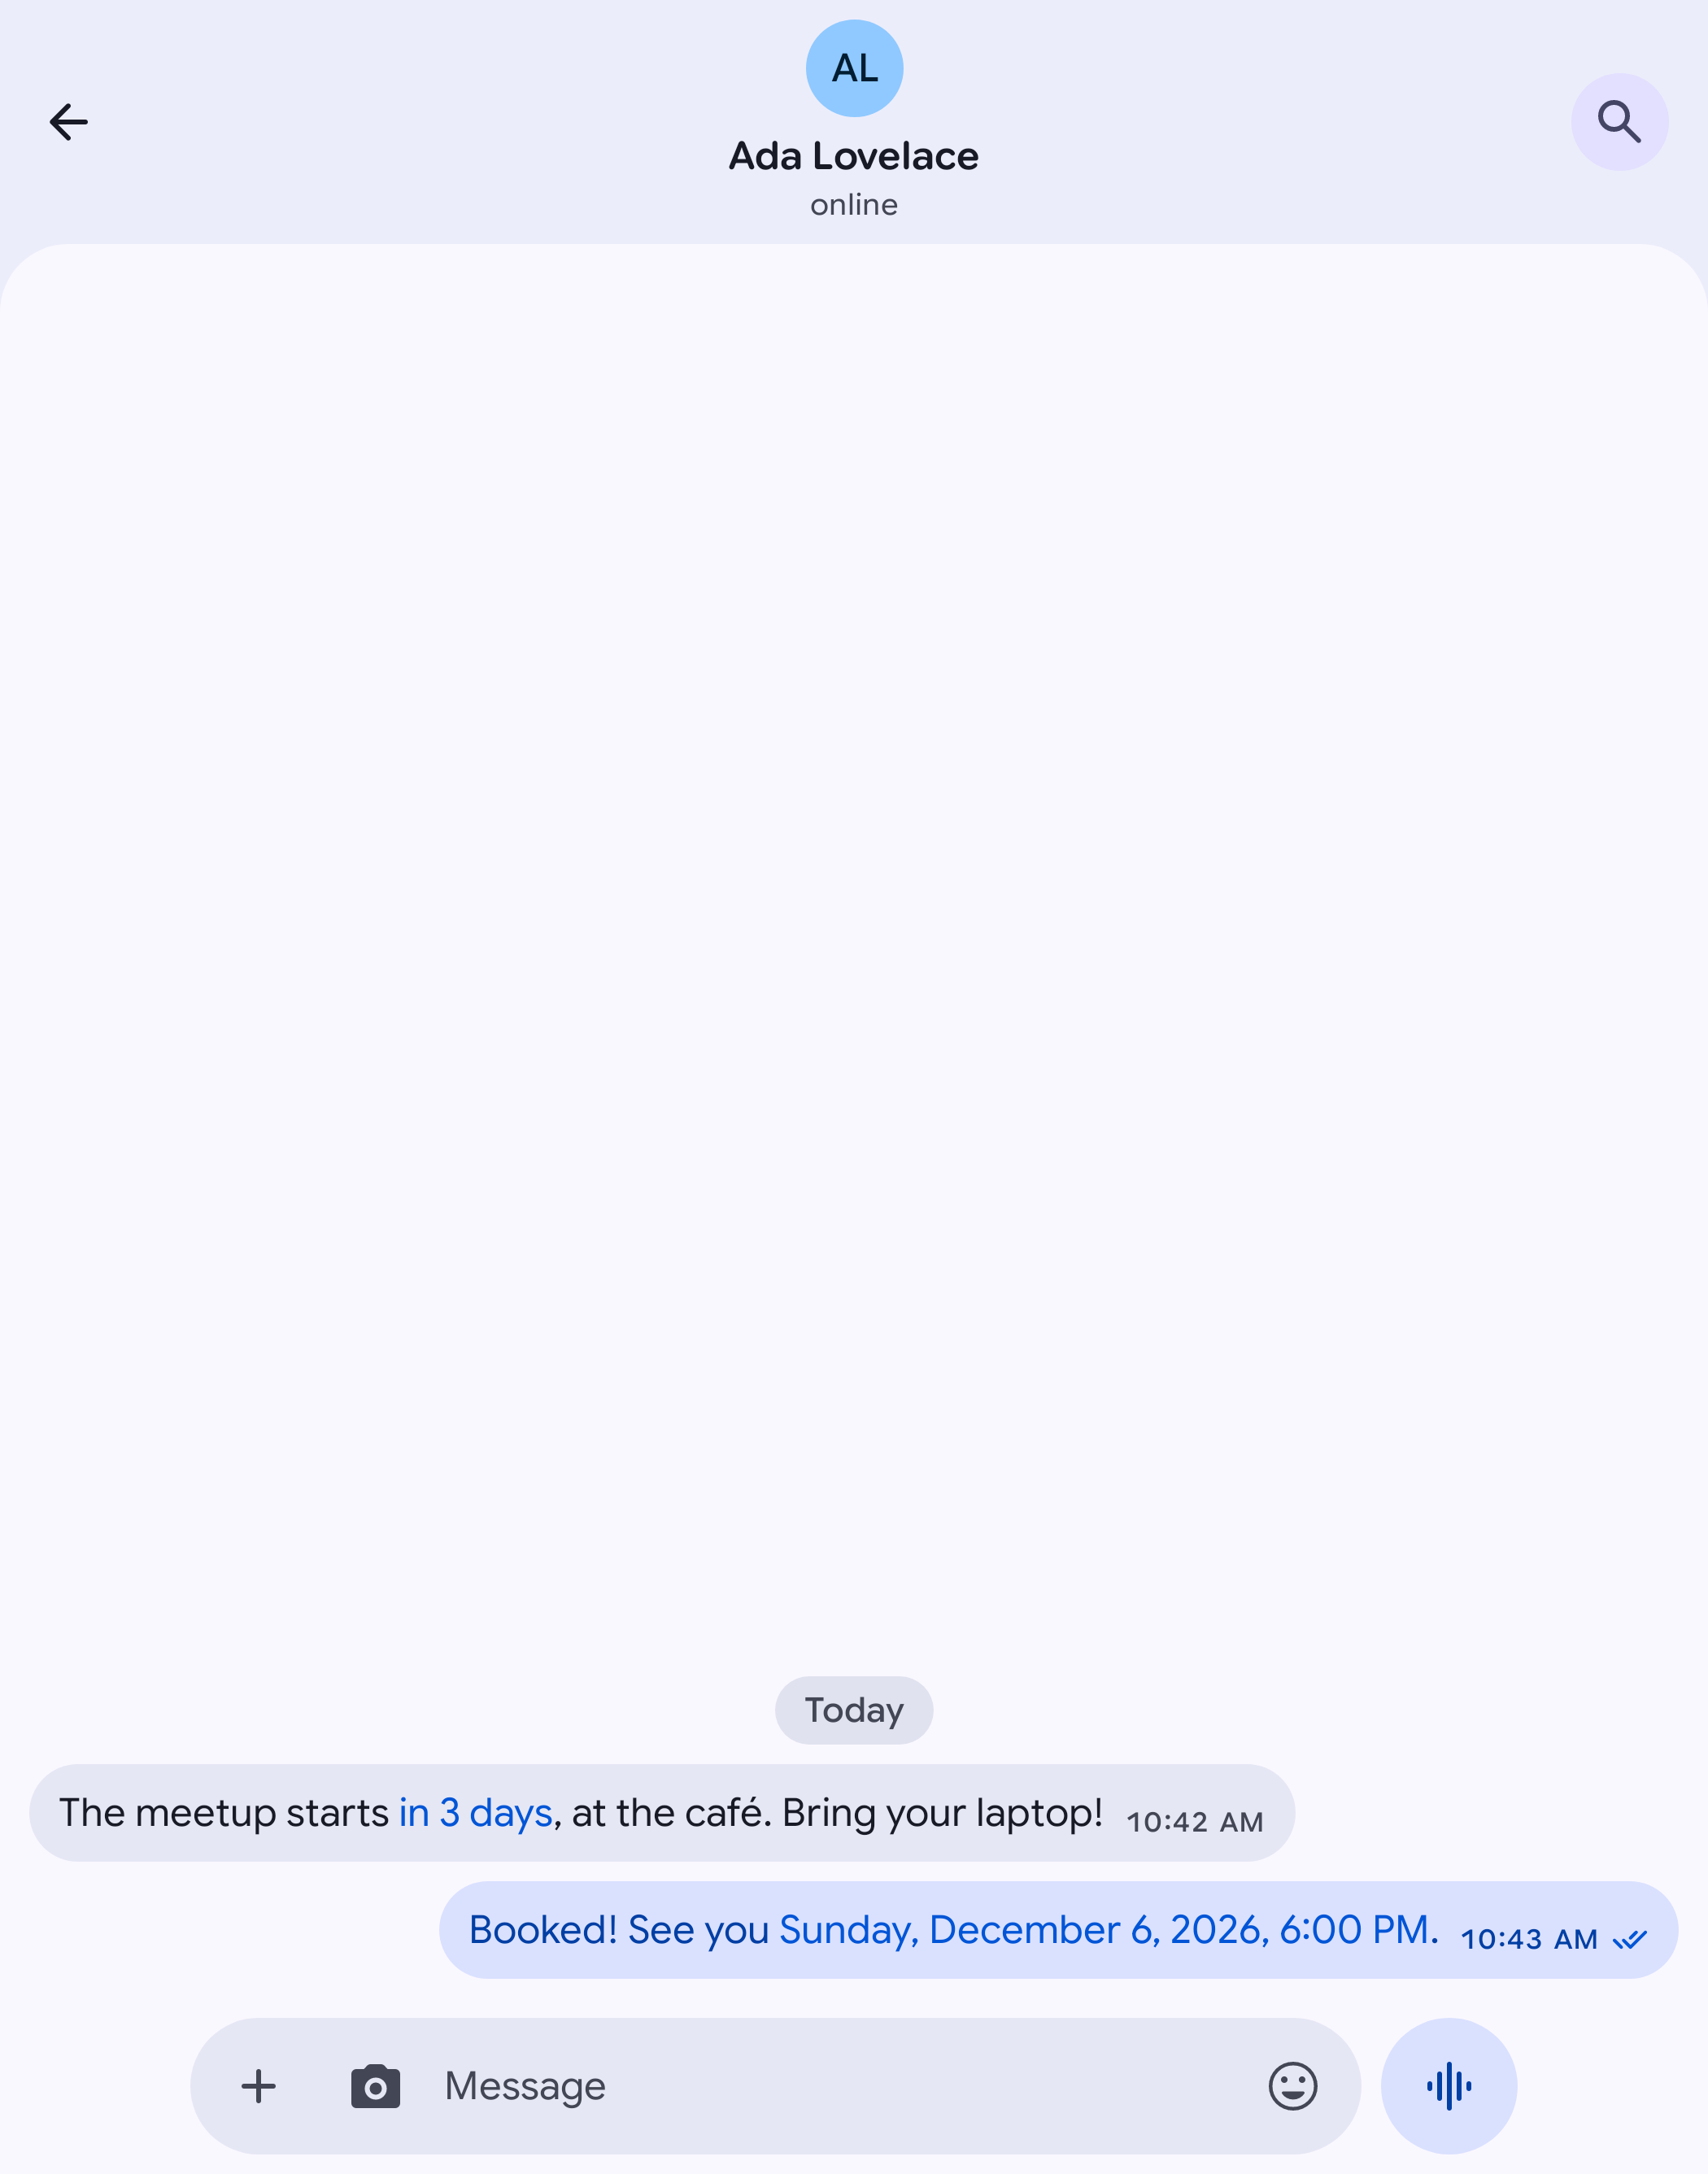 AL
Ada Lovelace
online
Today
The meetup starts in 3 days, at the café. Bring your laptop! 10:42 AM
Booked! See you Sunday, December 6, 2026, 6:00 PM. 10:43 AM
Message